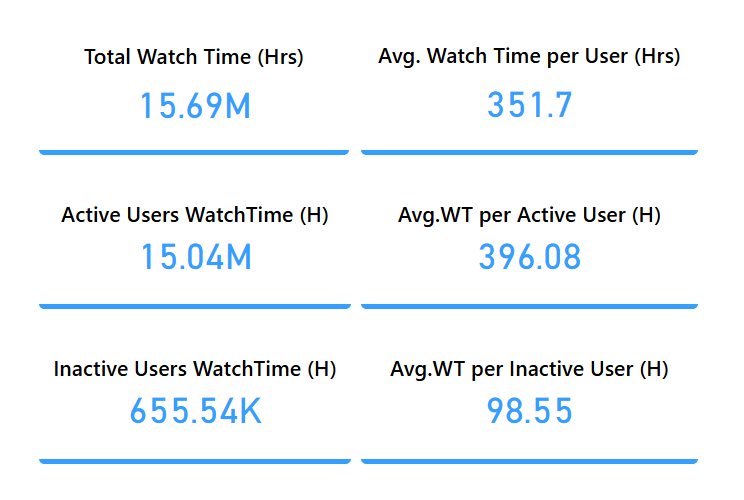 Total Watch Time (Hrs)
Avg. Watch Time per User (Hrs)
15.69M
351.7
Active Users WatchTime (H)
Avg.WT per Active User (H)
15.04M
396.08
Inactive Users WatchTime (H)
Avg.WT per Inactive User (H)
655.54K
98.55